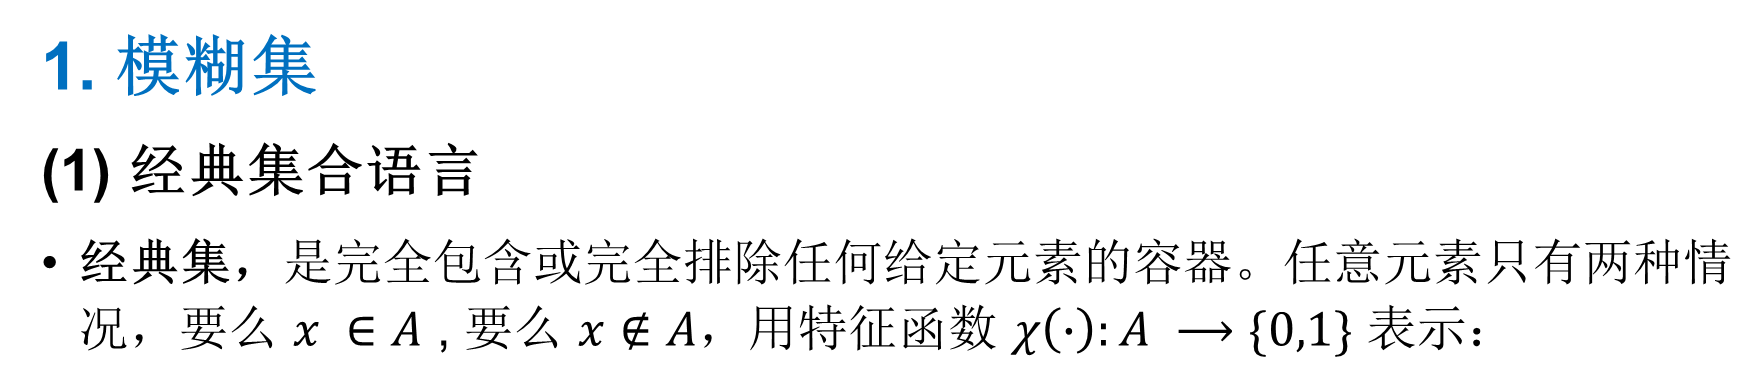 1. 模糊集
(1) 经典集合语言
• 经典集，是完全包含或完全排除任何给定元素的容器。任意元素只有两种情
况，要么 x ∈ A , 要么 x ∉ A，用特征函数 χ(·): A ⟶ {0,1} 表示：